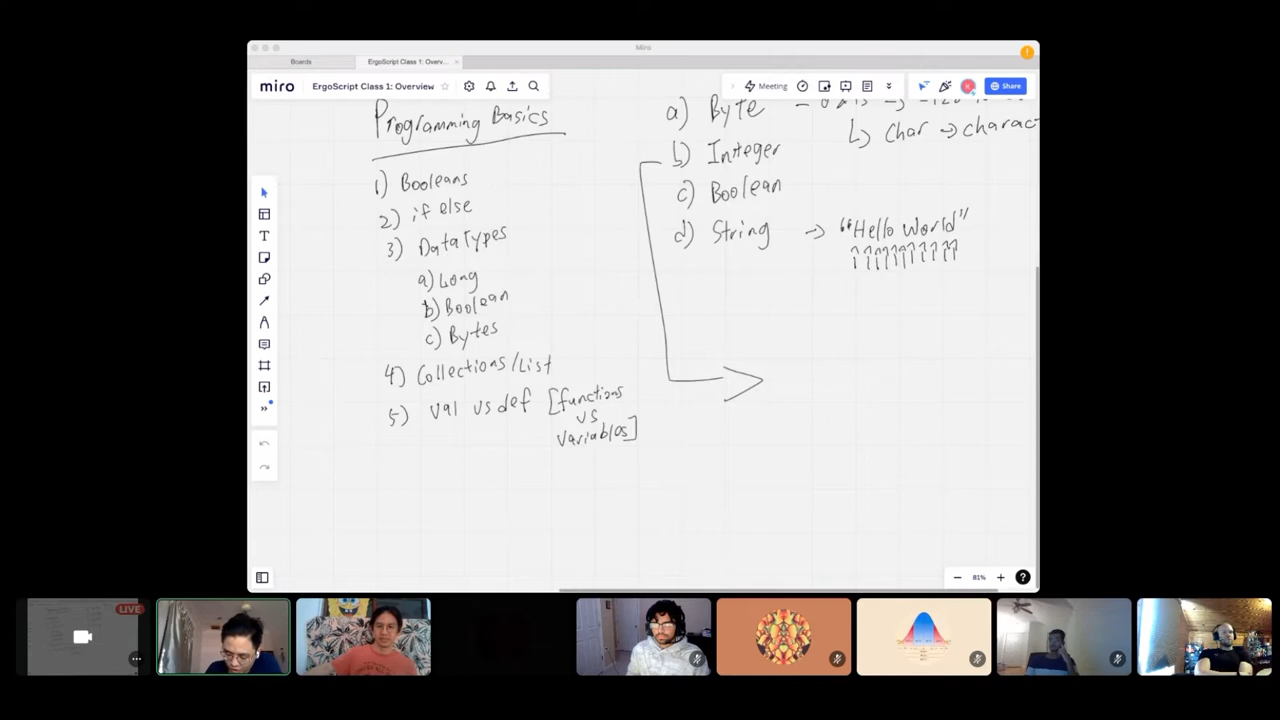 Miro
Boards
ErgoScript Class 1: Overv...
miro
ErgoScript Class 1: Overview
Meeting
Share
Programming Basics
1) Booleans
2) if else
3) DataTypes
a) Long
b) Boolean
c) Bytes
4) Collections/List
5) val vs def [functions
vs
variables]
a) Byte
↳ Char → charact
b) Integer
c) Boolean
d) String → "Hello World"
81%
LIVE